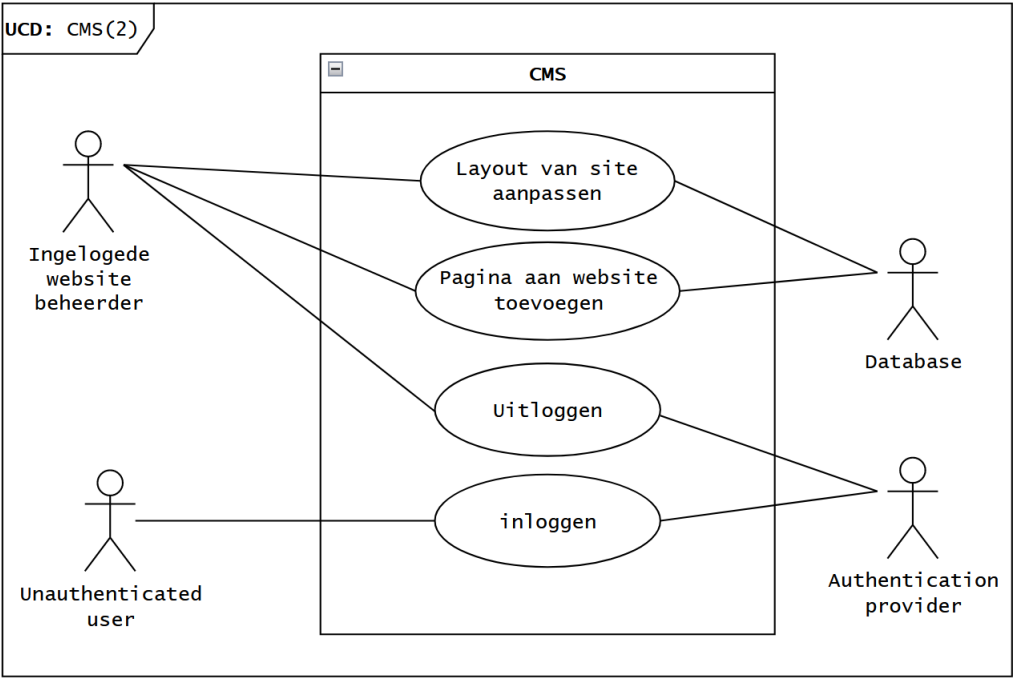 UCD: CMS(2)
CMS
Layout van site
aanpassen
Ingelogede
website
beheerder
Pagina aan website
toevoegen
Database
Uitloggen
inloggen
Unauthenticated
user
Authentication
provider